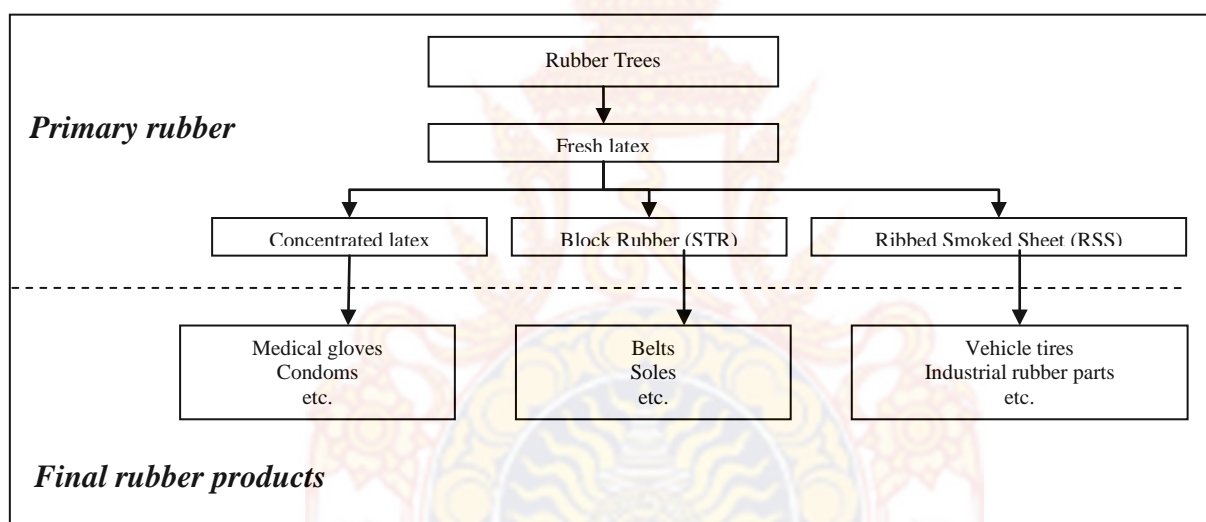 Rubber Trees
Primary rubber
Fresh latex
Concentrated latex
Block Rubber (STR)
Ribbed Smoked Sheet (RSS)
Medical gloves
Condoms
etc.
Belts
Soles
etc.
Vehicle tires
Industrial rubber parts
etc.
Final rubber products